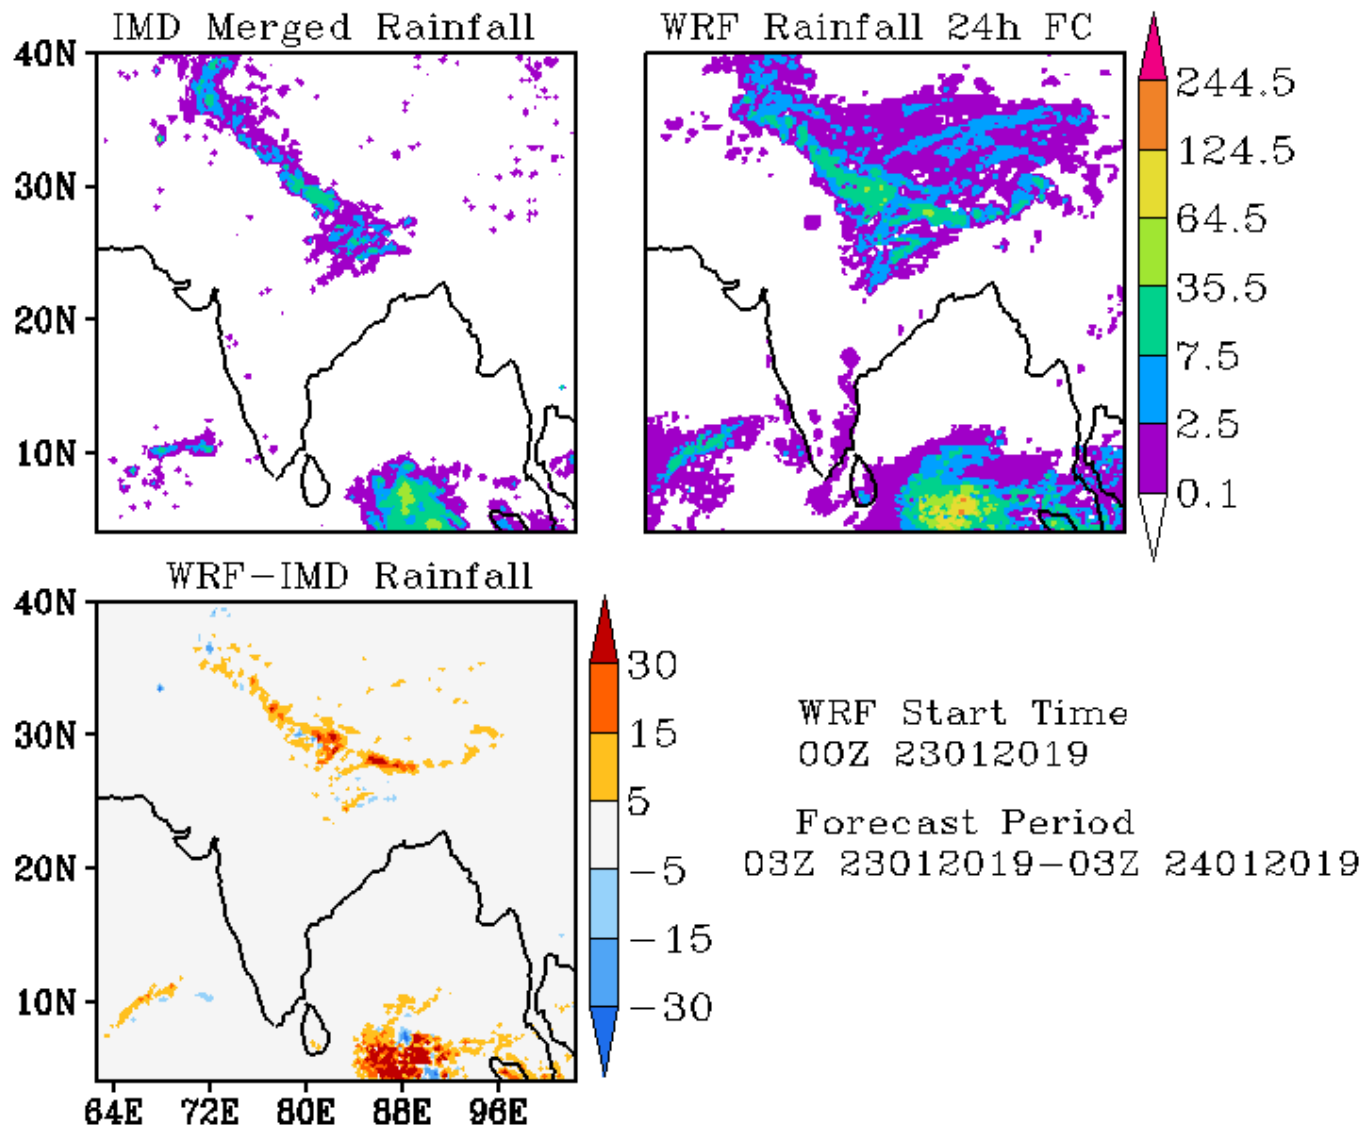 IMD Merged Rainfall
WRF Rainfall 24h FC
40N
30N
20N
10N
244.5
124.5
64.5
35.5
7.5
2.5
0.1
WRF-IMD Rainfall
40N
30N
20N
10N
64E 72E 80E 88E 96E
30
15
5
-5
-15
-30
WRF Start Time
00Z 23012019
Forecast Period
03Z 23012019-03Z 24012019